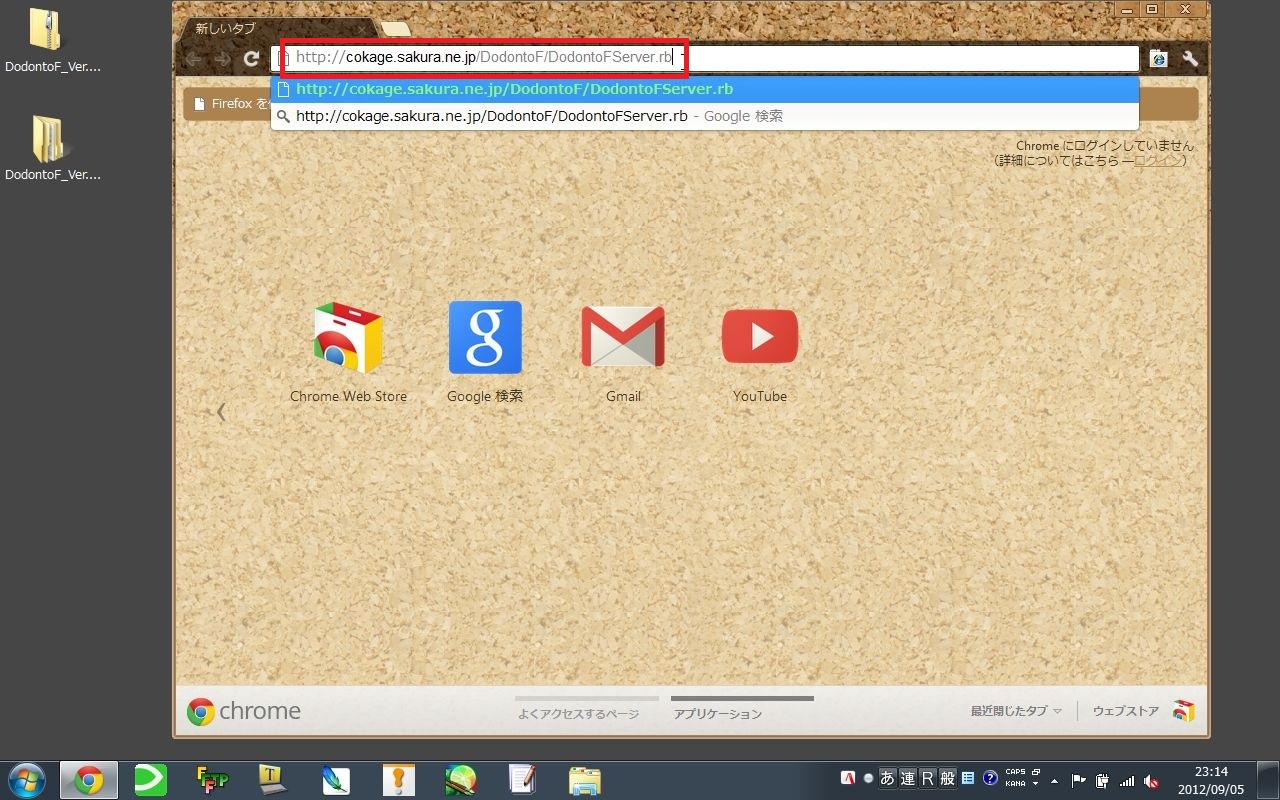 DodontoF_Ver....
DodontoF_Ver....
新しいタブ
http://cokage.sakura.ne.jp/DodontoF/DodontoFServer.rb
http://cokage.sakura.ne.jp/DodontoF/DodontoFServer.rb
http://cokage.sakura.ne.jp/DodontoF/DodontoFServer.rb - Google 検索
Firefox を
Chrome にログインしていません
(詳細についてはこちら —ログイン)
Chrome Web Store
Google 検索
Gmail
YouTube
chrome
よくアクセスするページ
アプリケーション
最近閉じたタブ
ウェブストア
あ 連 R 般
CAPS
KANA
23:14
2012/09/05